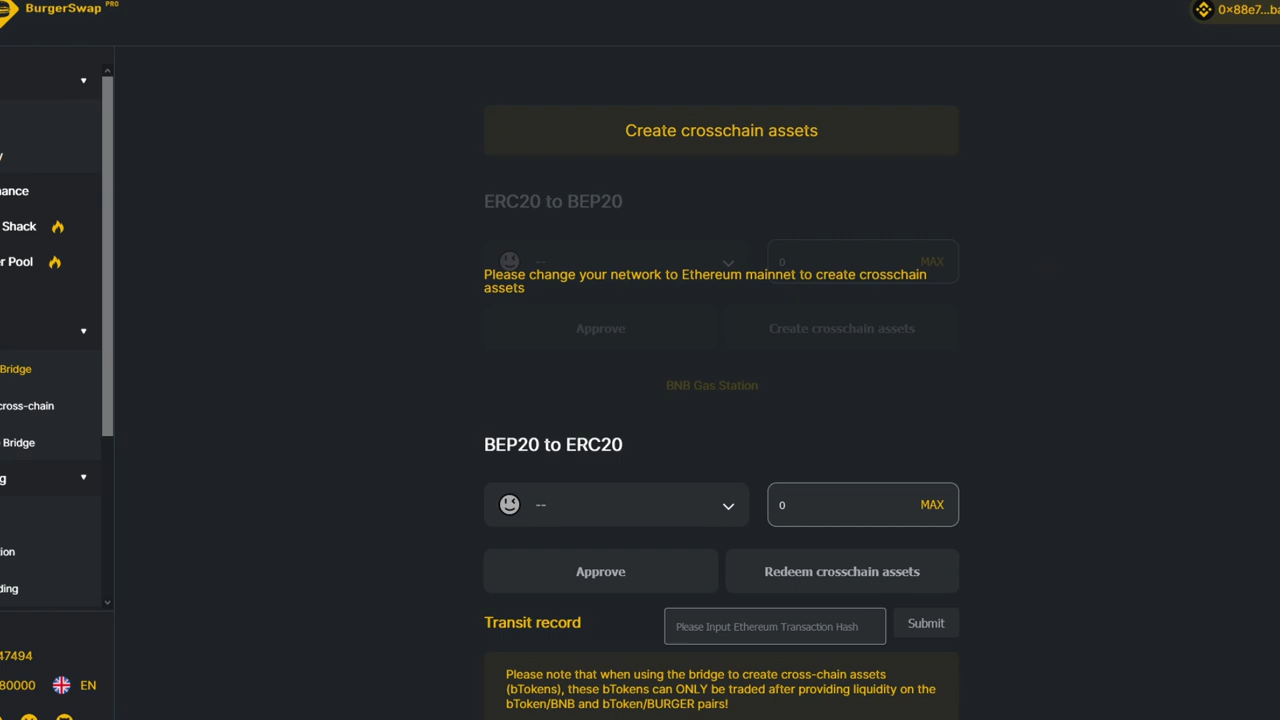 BurgerSwap PRO
0×88e7...ba
Create crosschain assets
ERC20 to BEP20
--
0
MAX
Please change your network to Ethereum mainnet to create crosschain
assets
Approve
Create crosschain assets
BNB Gas Station
BEP20 to ERC20
--
0
MAX
Approve
Redeem crosschain assets
Transit record
Please Input Ethereum Transaction Hash
Submit
Please note that when using the bridge to create cross-chain assets
(bTokens), these bTokens can ONLY be traded after providing liquidity on the
bToken/BNB and bToken/BURGER pairs!
y
nance
Shack
r Pool
Bridge
cross-chain
Bridge
g
ion
ding
47494
80000
EN